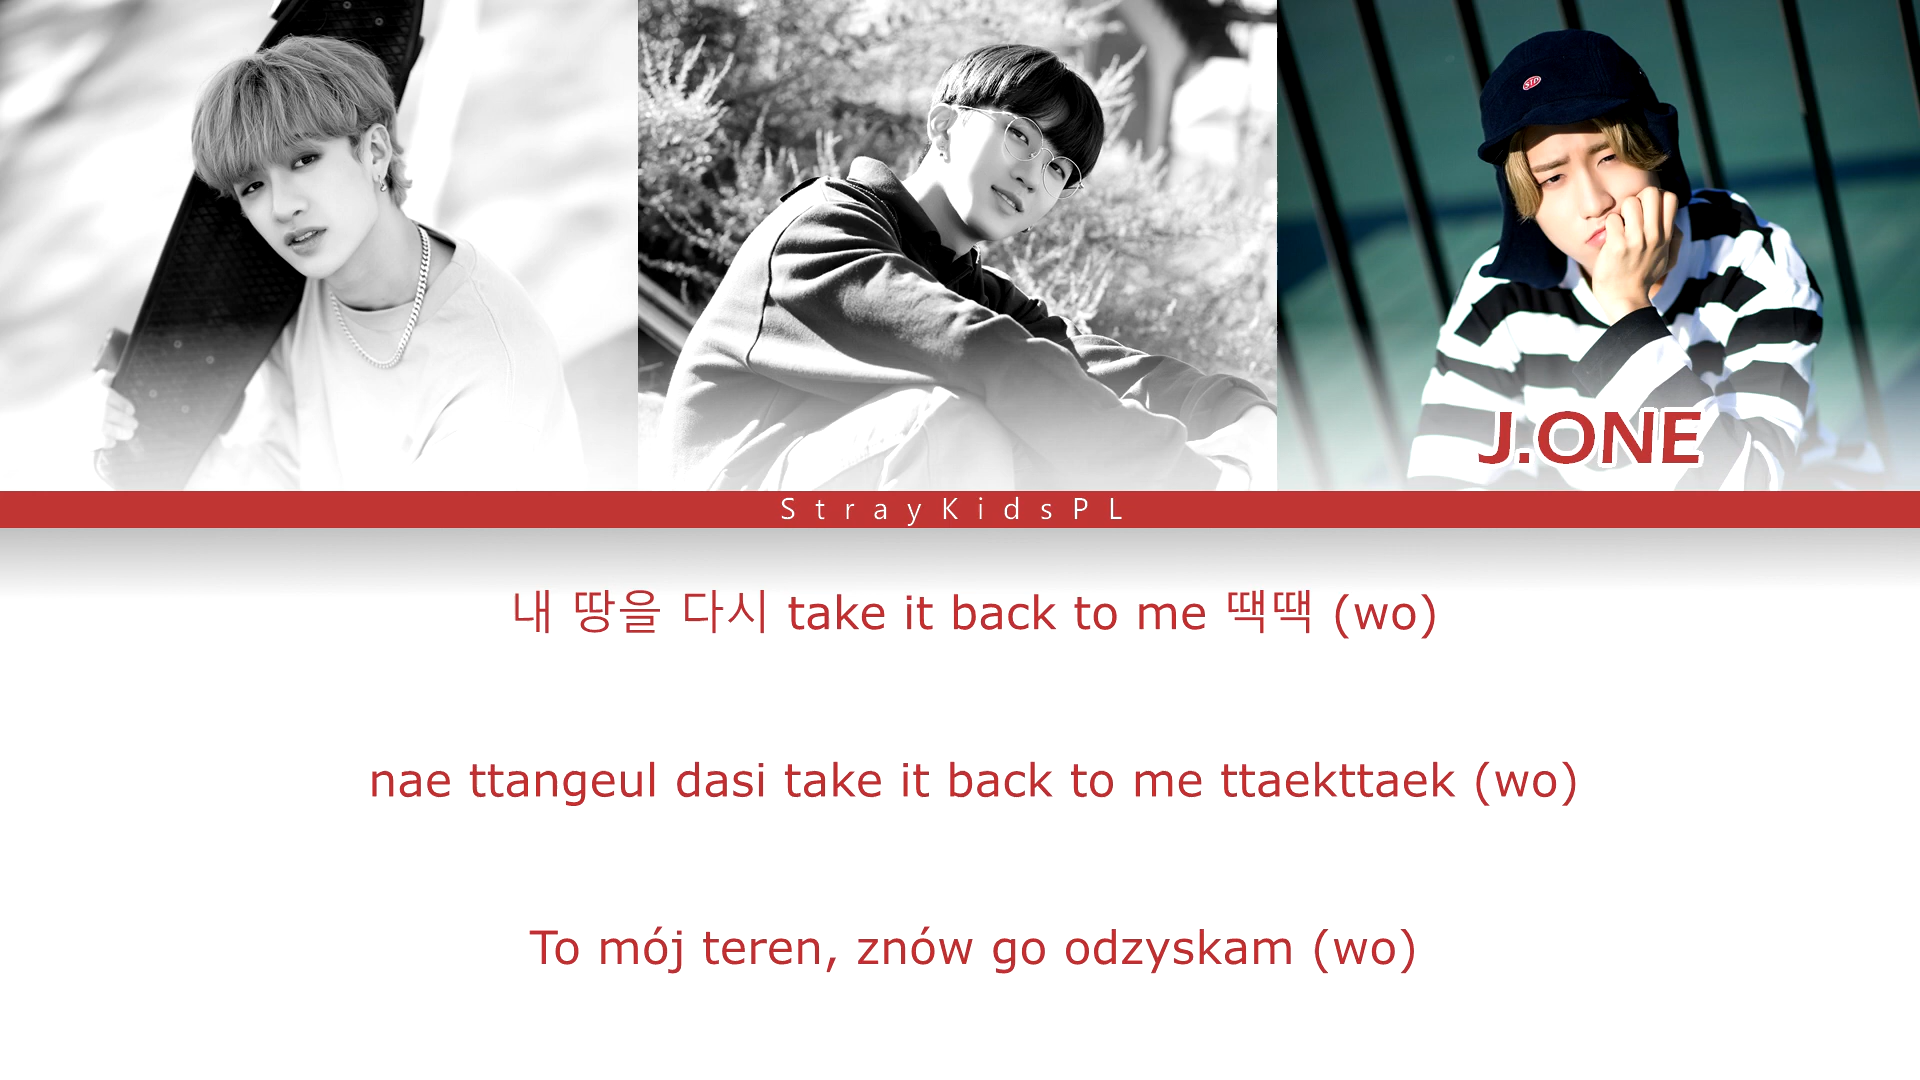 STP
J.ONE
StrayKidsPL
내 땅을 다시 take it back to me 땍땍 (wo)
nae ttangeul dasi take it back to me ttaekttaek (wo)
To mój teren, znów go odzyskam (wo)